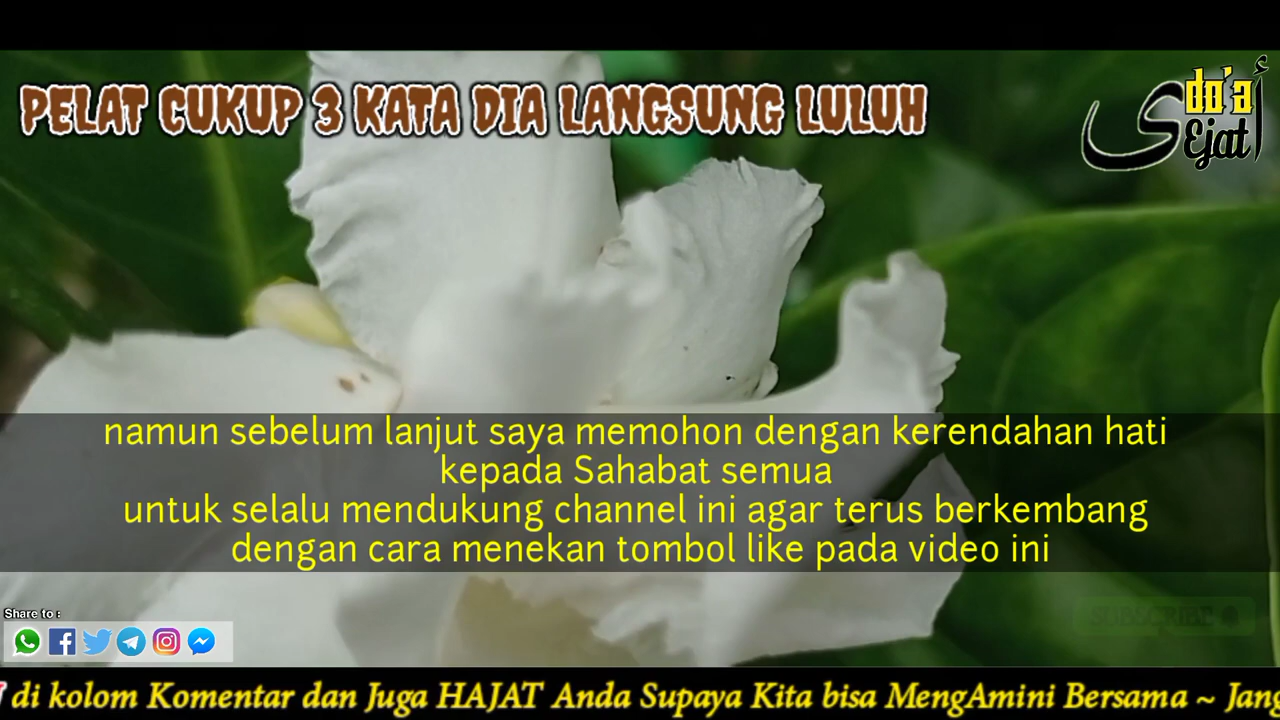 PELAT CUKUP 3 KATA DIA LANGSUNG LULUH
do'a
Ejat
namun sebelum lanjut saya memohon dengan kerendahan hati
kepada Sahabat semua
untuk selalu mendukung channel ini agar terus berkembang
dengan cara menekan tombol like pada video ini
SUBSCRIBE
Share to :
di kolom Komentar dan Juga HAJAT Anda Supaya Kita bisa MengAmini Bersama ~ Jang